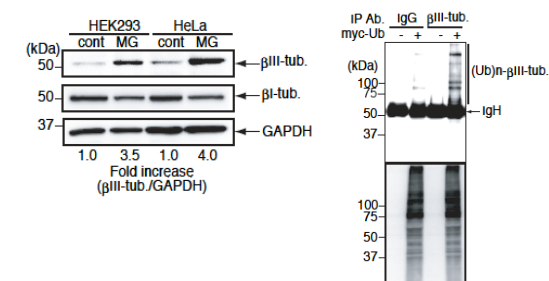 HEK293 HeLa
(kDa) cont MG cont MG
50 βIII-tub.
50 βI-tub.
37 GAPDH
1.0 3.5 1.0 4.0
Fold increase
(βIII-tub./GAPDH)
IP Ab. IgG βIII-tub.
myc-Ub - + - +
(kDa)
(Ub)n-βIII-tub.
100
75
50 IgH
37
100
75
50
37